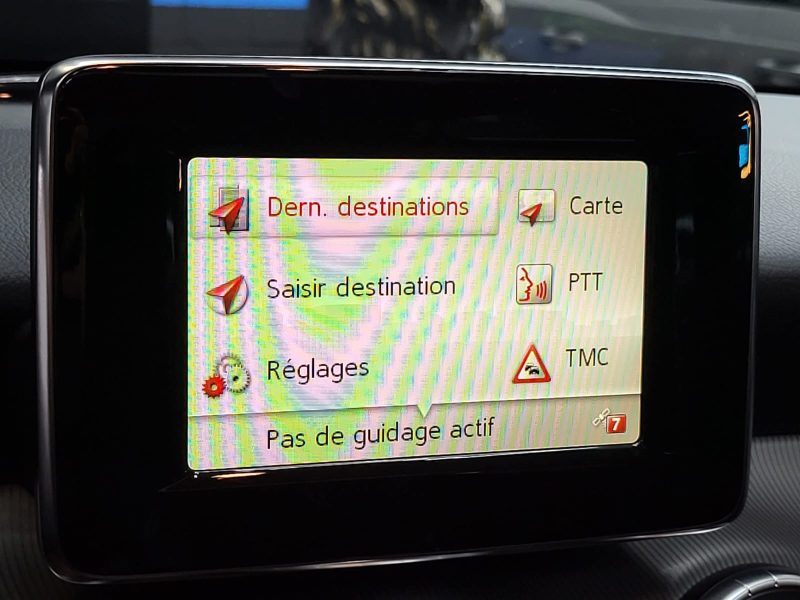 Dern. destinations
Carte
Saisir destination
PTT
Réglages
TMC
Pas de guidage actif
7